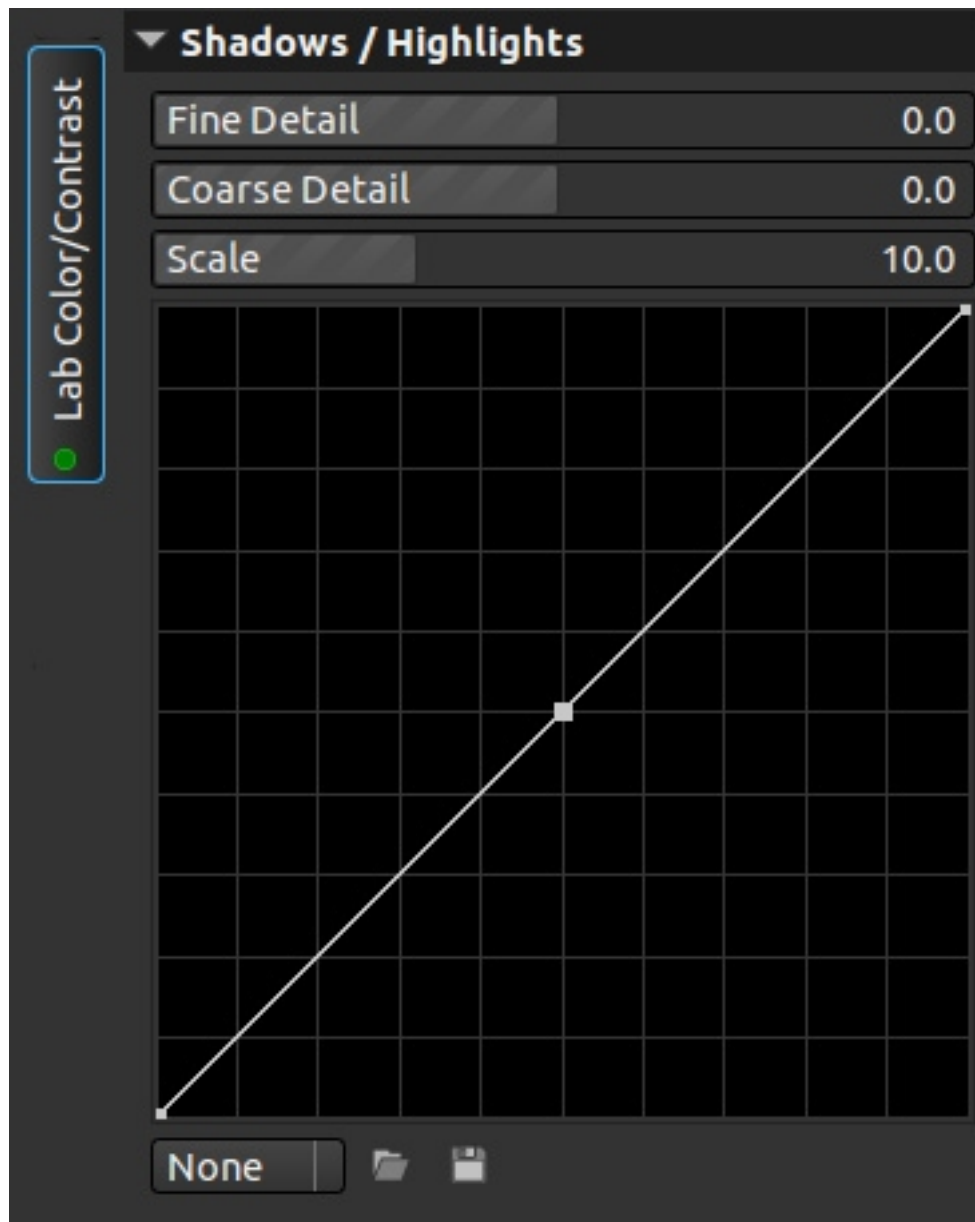 Shadows / Highlights
Lab Color/Contrast
Fine Detail 0.0
Coarse Detail 0.0
Scale 10.0
None